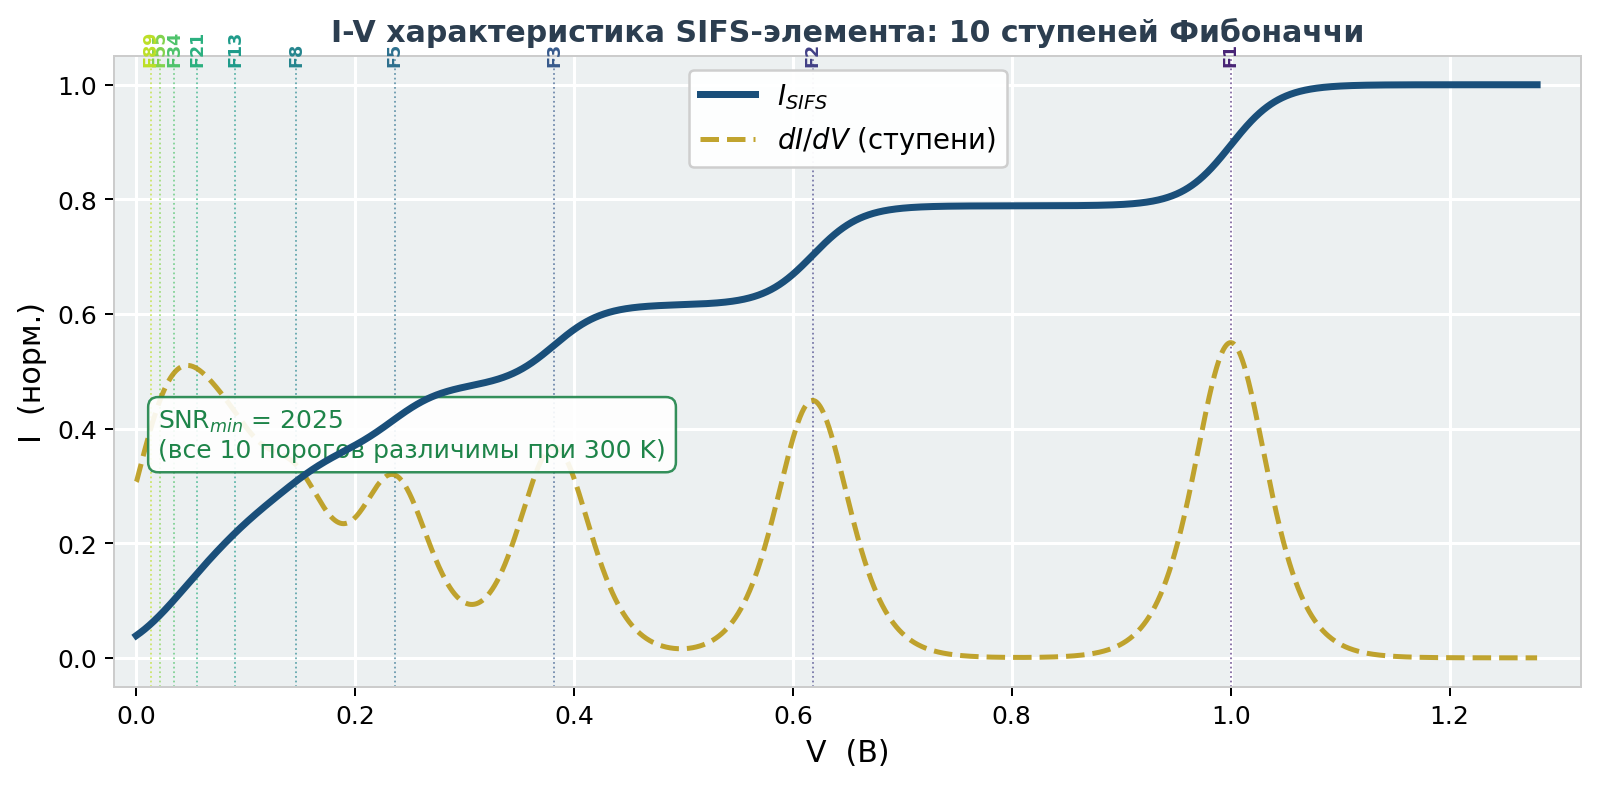 I-V характеристика SIFS-элемента: 10 ступеней Фибоначчи
F89
F55
F34
F21
F13
F8
F5
F3
F2
F1
I_SIFS
dI/dV (ступени)
SNR_min = 2025
(все 10 порогов различимы при 300 K)
I (норм.)
1.0
0.8
0.6
0.4
0.2
0.0
0.0 0.2 0.4 0.6 0.8 1.0 1.2
V (В)